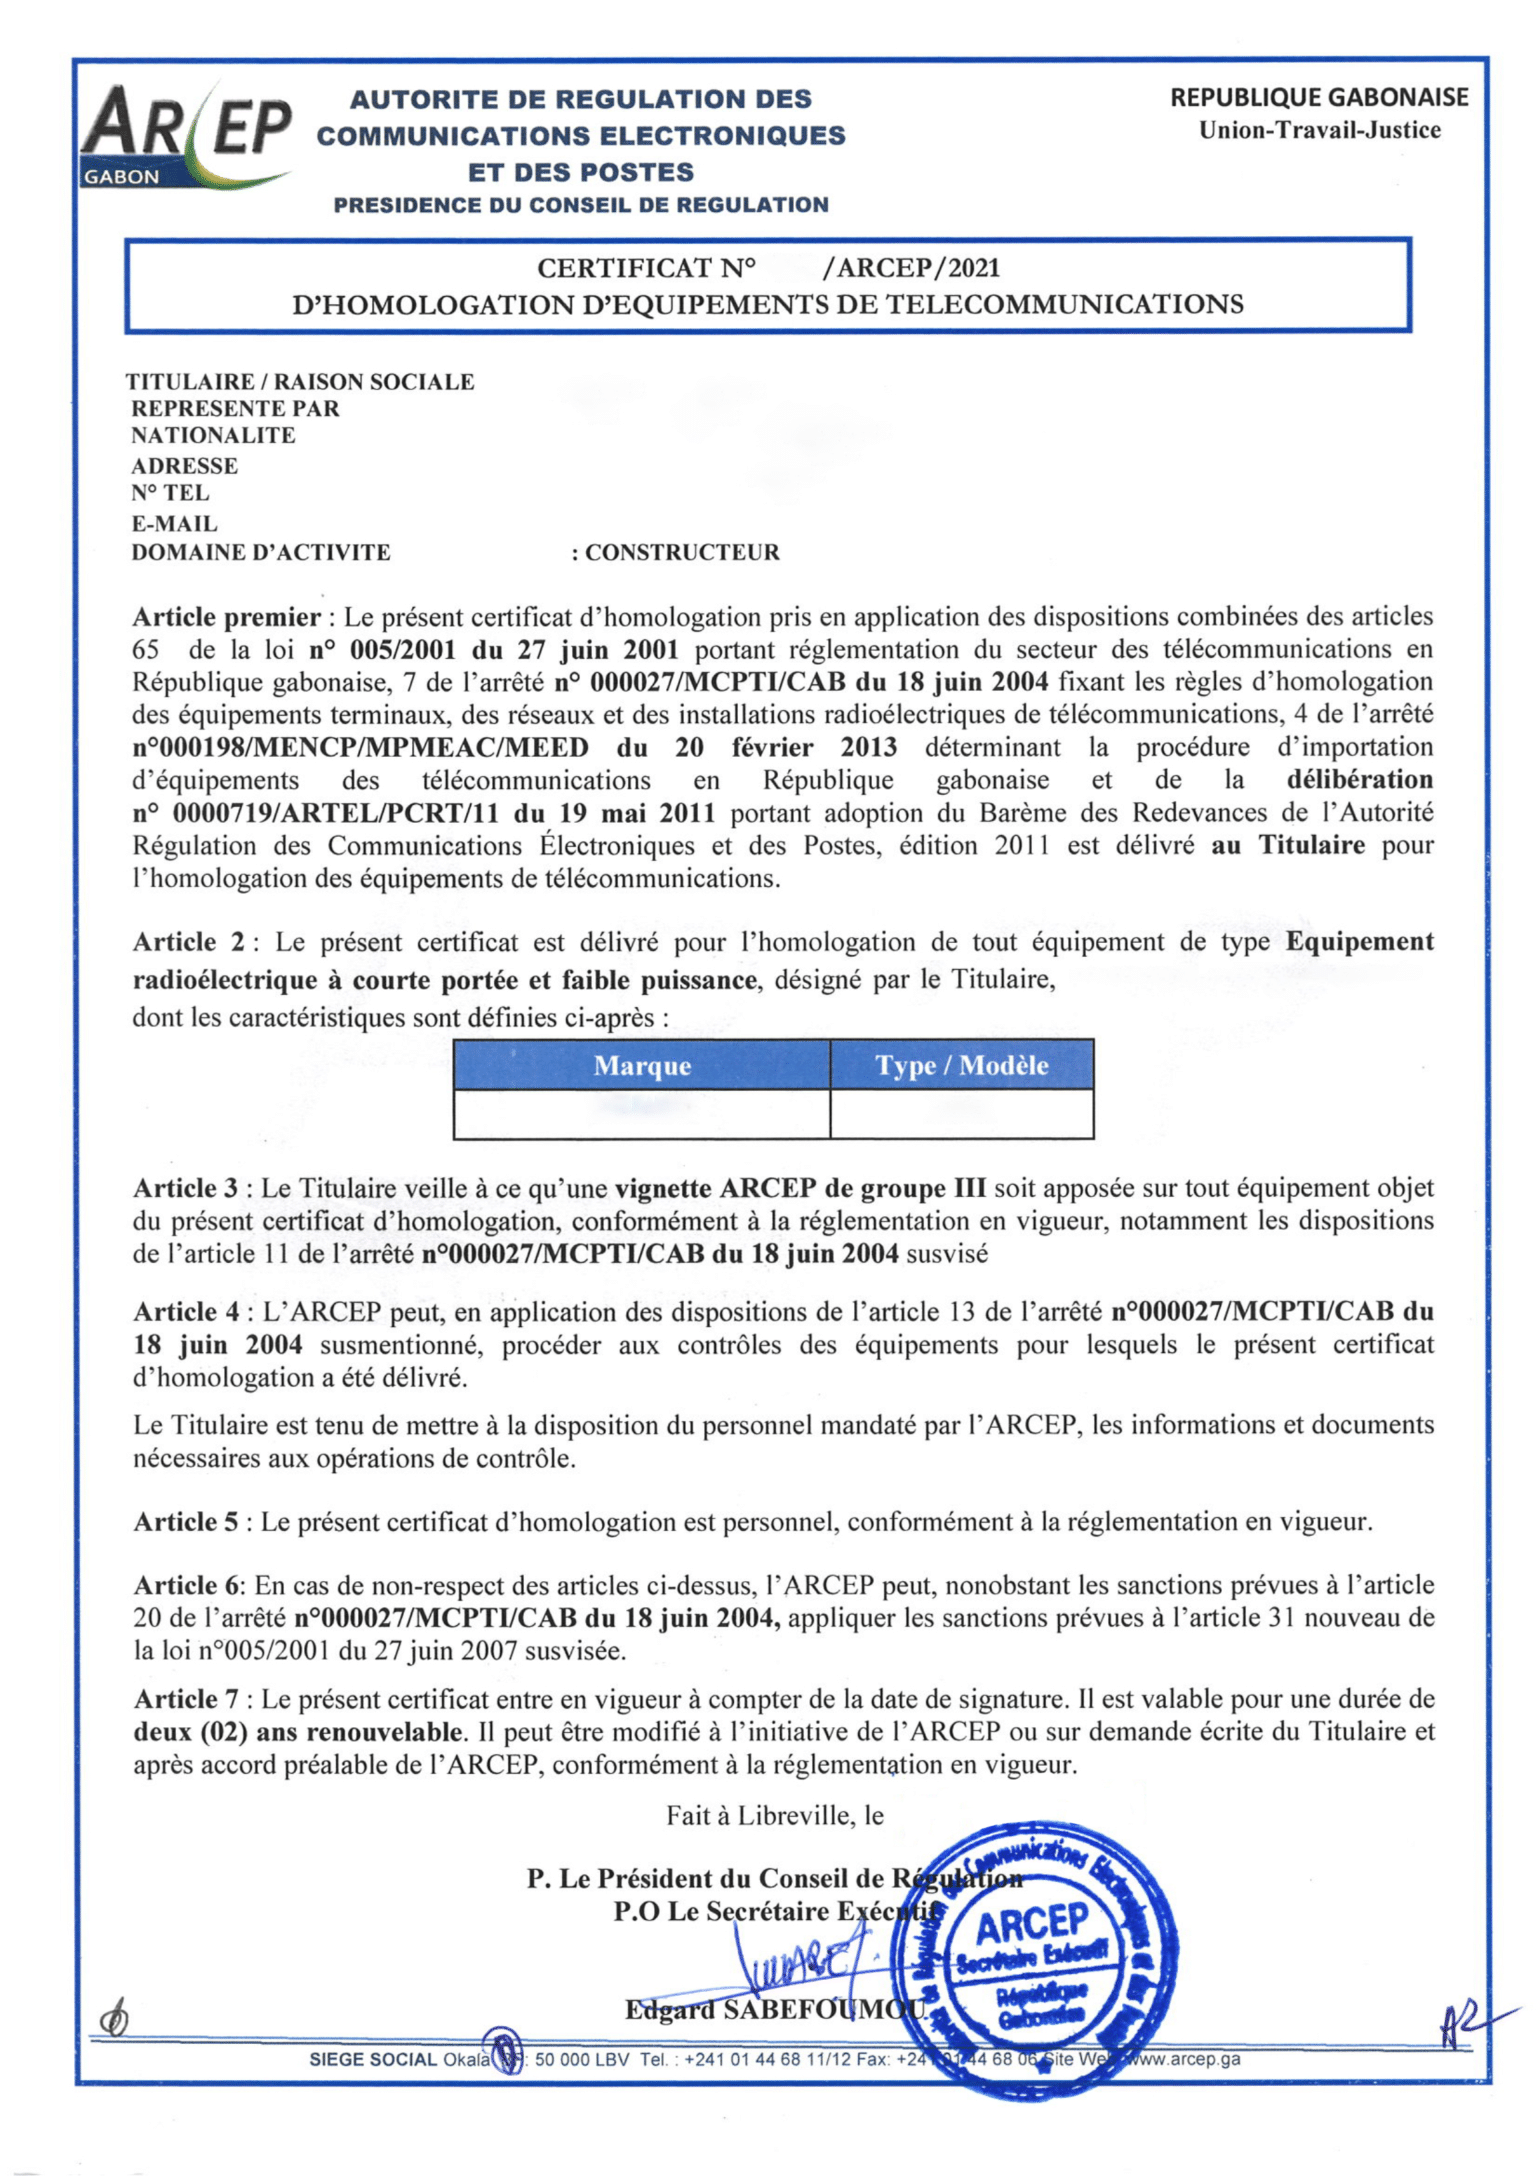 ARCEP
GABON
AUTORITE DE REGULATION DES
COMMUNICATIONS ELECTRONIQUES
ET DES POSTES
PRESIDENCE DU CONSEIL DE REGULATION
REPUBLIQUE GABONAISE
Union-Travail-Justice
CERTIFICAT N° /ARCEP/2021
D'HOMOLOGATION D'EQUIPEMENTS DE TELECOMMUNICATIONS
TITULAIRE / RAISON SOCIALE
REPRESENTE PAR
NATIONALITE
ADRESSE
N° TEL
E-MAIL
DOMAINE D'ACTIVITE : CONSTRUCTEUR
Article premier : Le présent certificat d'homologation pris en application des dispositions combinées des articles
65 de la loi n° 005/2001 du 27 juin 2001 portant réglementation du secteur des télécommunications en
République gabonaise, 7 de l'arrêté n° 000027/MCPTI/CAB du 18 juin 2004 fixant les règles d'homologation
des équipements terminaux, des réseaux et des installations radioélectriques de télécommunications, 4 de l'arrêté
n°000198/MENCP/MPMEAC/MEED du 20 février 2013 déterminant la procédure d'importation
d'équipements des télécommunications en République gabonaise et de la délibération
n° 0000719/ARTEL/PCRT/11 du 19 mai 2011 portant adoption du Barème des Redevances de l'Autorité
Régulation des Communications Électroniques et des Postes, édition 2011 est délivré au Titulaire pour
l'homologation des équipements de télécommunications.
Article 2 : Le présent certificat est délivré pour l'homologation de tout équipement de type Equipement
radioélectrique à courte portée et faible puissance, désigné par le Titulaire,
dont les caractéristiques sont définies ci-après :
Marque Type / Modèle
Article 3 : Le Titulaire veille à ce qu'une vignette ARCEP de groupe III soit apposée sur tout équipement objet
du présent certificat d'homologation, conformément à la réglementation en vigueur, notamment les dispositions
de l'article 11 de l'arrêté n°000027/MCPTI/CAB du 18 juin 2004 susvisé
Article 4 : L'ARCEP peut, en application des dispositions de l'article 13 de l'arrêté n°000027/MCPTI/CAB du
18 juin 2004 susmentionné, procéder aux contrôles des équipements pour lesquels le présent certificat
d'homologation a été délivré.
Le Titulaire est tenu de mettre à la disposition du personnel mandaté par l'ARCEP, les informations et documents
nécessaires aux opérations de contrôle.
Article 5 : Le présent certificat d'homologation est personnel, conformément à la réglementation en vigueur.
Article 6: En cas de non-respect des articles ci-dessus, l'ARCEP peut, nonobstant les sanctions prévues à l'article
20 de l'arrêté n°000027/MCPTI/CAB du 18 juin 2004, appliquer les sanctions prévues à l'article 31 nouveau de
la loi n°005/2001 du 27 juin 2007 susvisée.
Article 7 : Le présent certificat entre en vigueur à compter de la date de signature. Il est valable pour une durée de
deux (02) ans renouvelable. Il peut être modifié à l'initiative de l'ARCEP ou sur demande écrite du Titulaire et
après accord préalable de l'ARCEP, conformément à la réglementation en vigueur.
Fait à Libreville, le
P. Le Président du Conseil de Régulation
P.O Le Secrétaire Exécutif
Edgard SABEFOUMOU
de Régulation des Communications Electroniques et des Postes
ARCEP
Secrétaire Exécutif
République
Gabonaise
SIEGE SOCIAL Okala : 50 000 LBV Tel. : +241 01 44 68 11/12 Fax: +241 01 44 68 06 Site Web www.arcep.ga